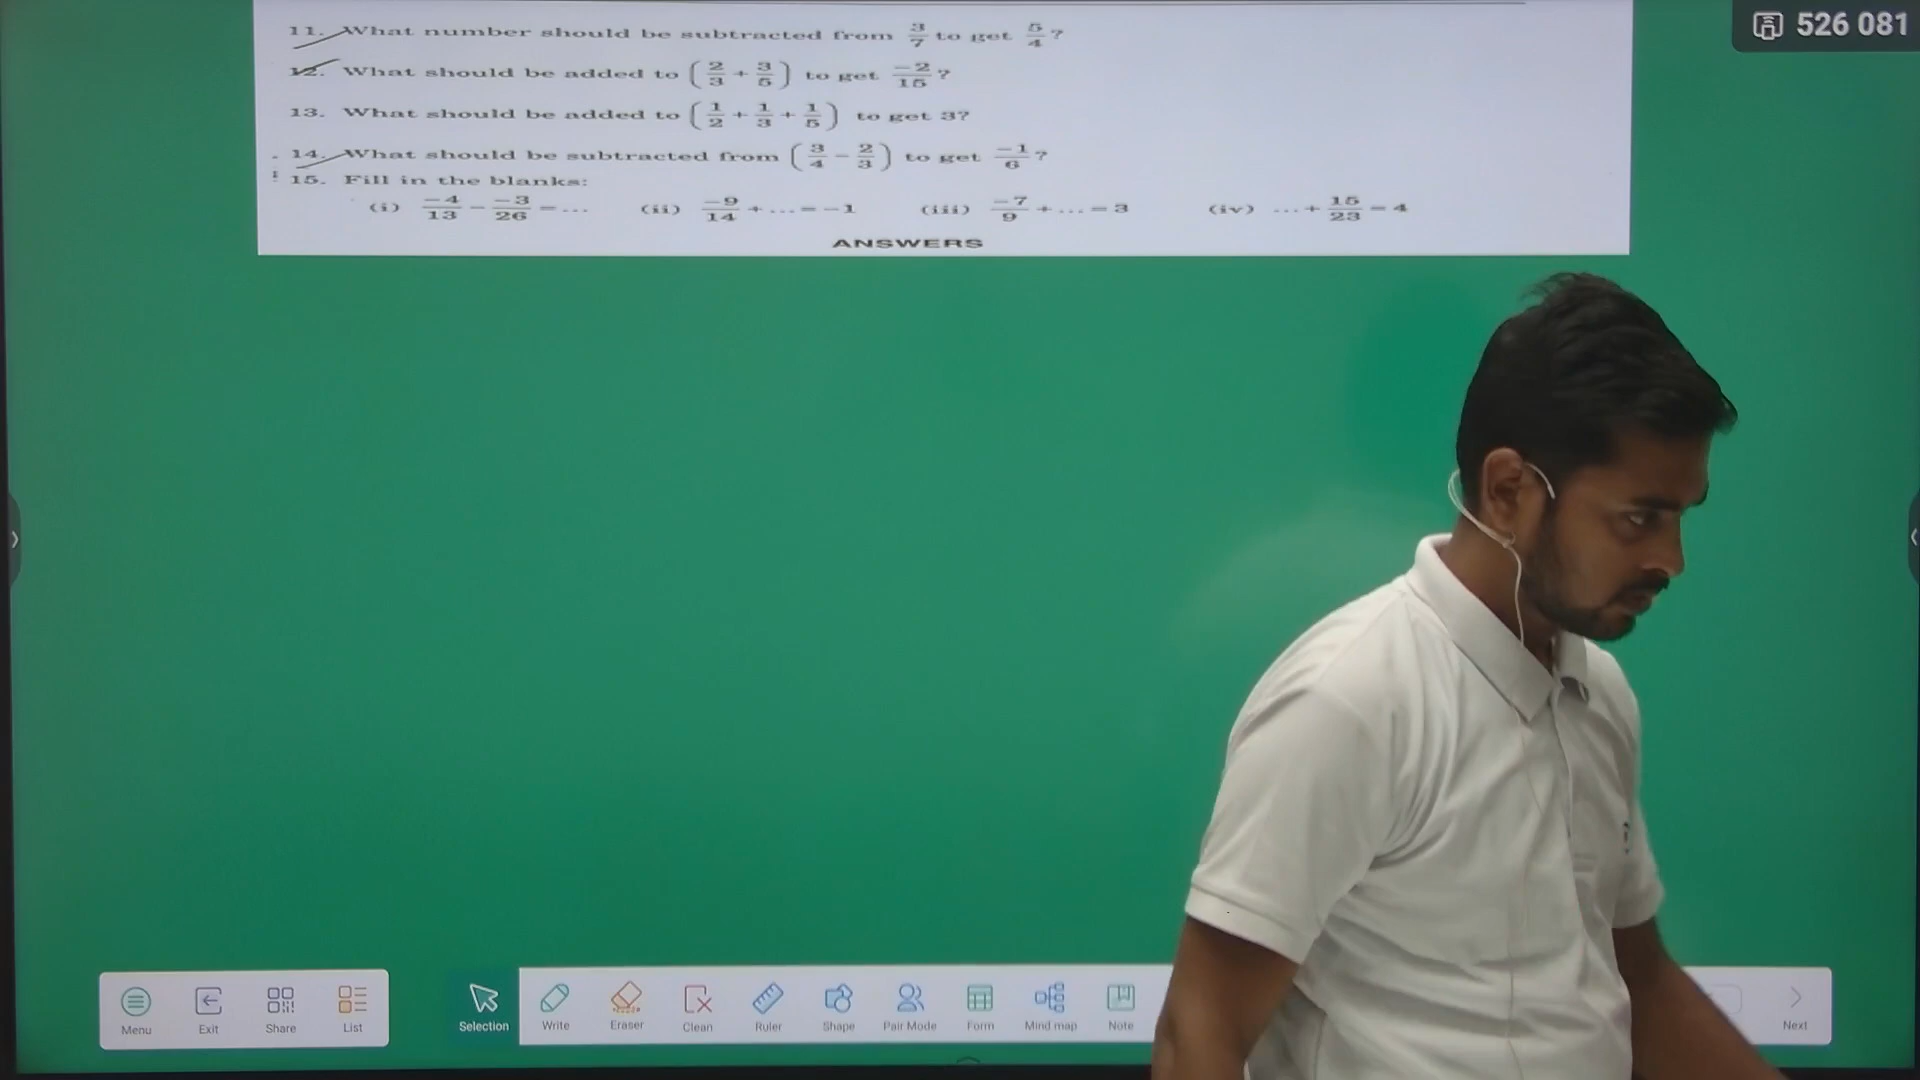 526 081
11. What number should be subtracted from 3/7 to get 5/4?
12. What should be added to (2/3 + 3/5) to get -2/15?
13. What should be added to (1/2 + 1/3 + 1/5) to get 3?
14. What should be subtracted from (3/4 - 2/3) to get -1/6?
15. Fill in the blanks:
(i) -4/13 - -3/26 = ... (ii) -9/14 + ... = -1 (iii) -7/9 + ... = 3 (iv) ... + 15/23 = 4
ANSWERS
Menu Exit Share List Selection Write Eraser Clean Ruler Shape Pair Mode Form Mind map Note Next